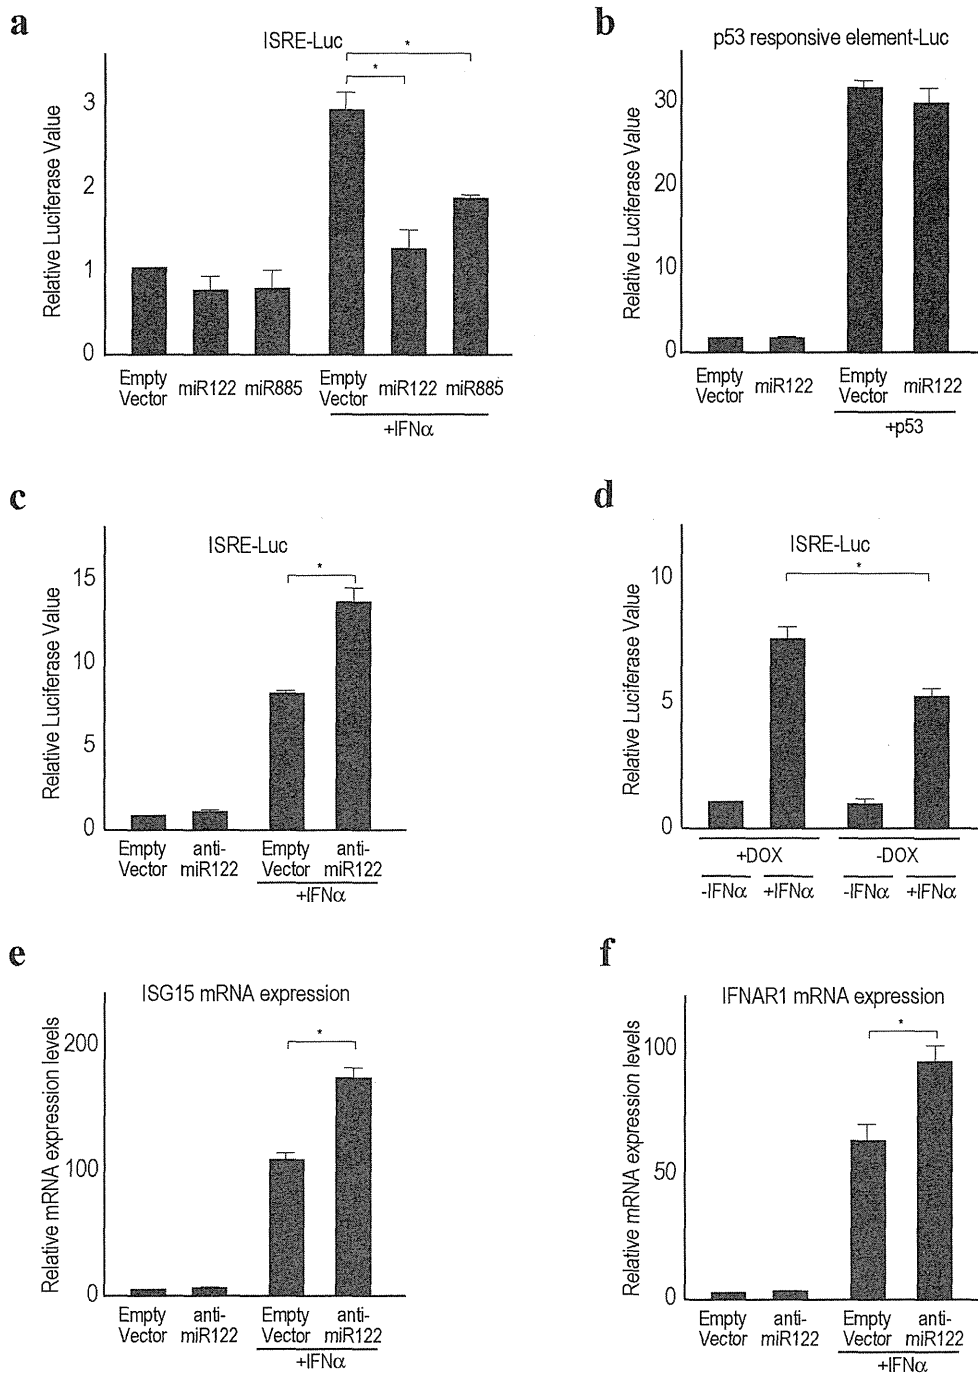 a
ISRE-Luc
*
*
Relative Luciferase Value
3
2
1
0
Empty Vector
miR122
miR885
Empty Vector
miR122
miR885
+IFNα
b
p53 responsive element-Luc
Relative Luciferase Value
30
20
10
0
Empty Vector
miR122
Empty Vector
miR122
+p53
c
ISRE-Luc
*
Relative Luciferase Value
15
10
5
0
Empty Vector
anti-miR122
Empty Vector
anti-miR122
+IFNα
d
ISRE-Luc
*
Relative Luciferase Value
10
5
0
+DOX
-DOX
-IFNα
+IFNα
-IFNα
+IFNα
e
ISG15 mRNA expression
*
Relative mRNA expression levels
200
100
0
Empty Vector
anti-miR122
Empty Vector
anti-miR122
+IFNα
f
IFNAR1 mRNA expression
*
Relative mRNA expression levels
100
50
0
Empty Vector
anti-miR122
Empty Vector
anti-miR122
+IFNα